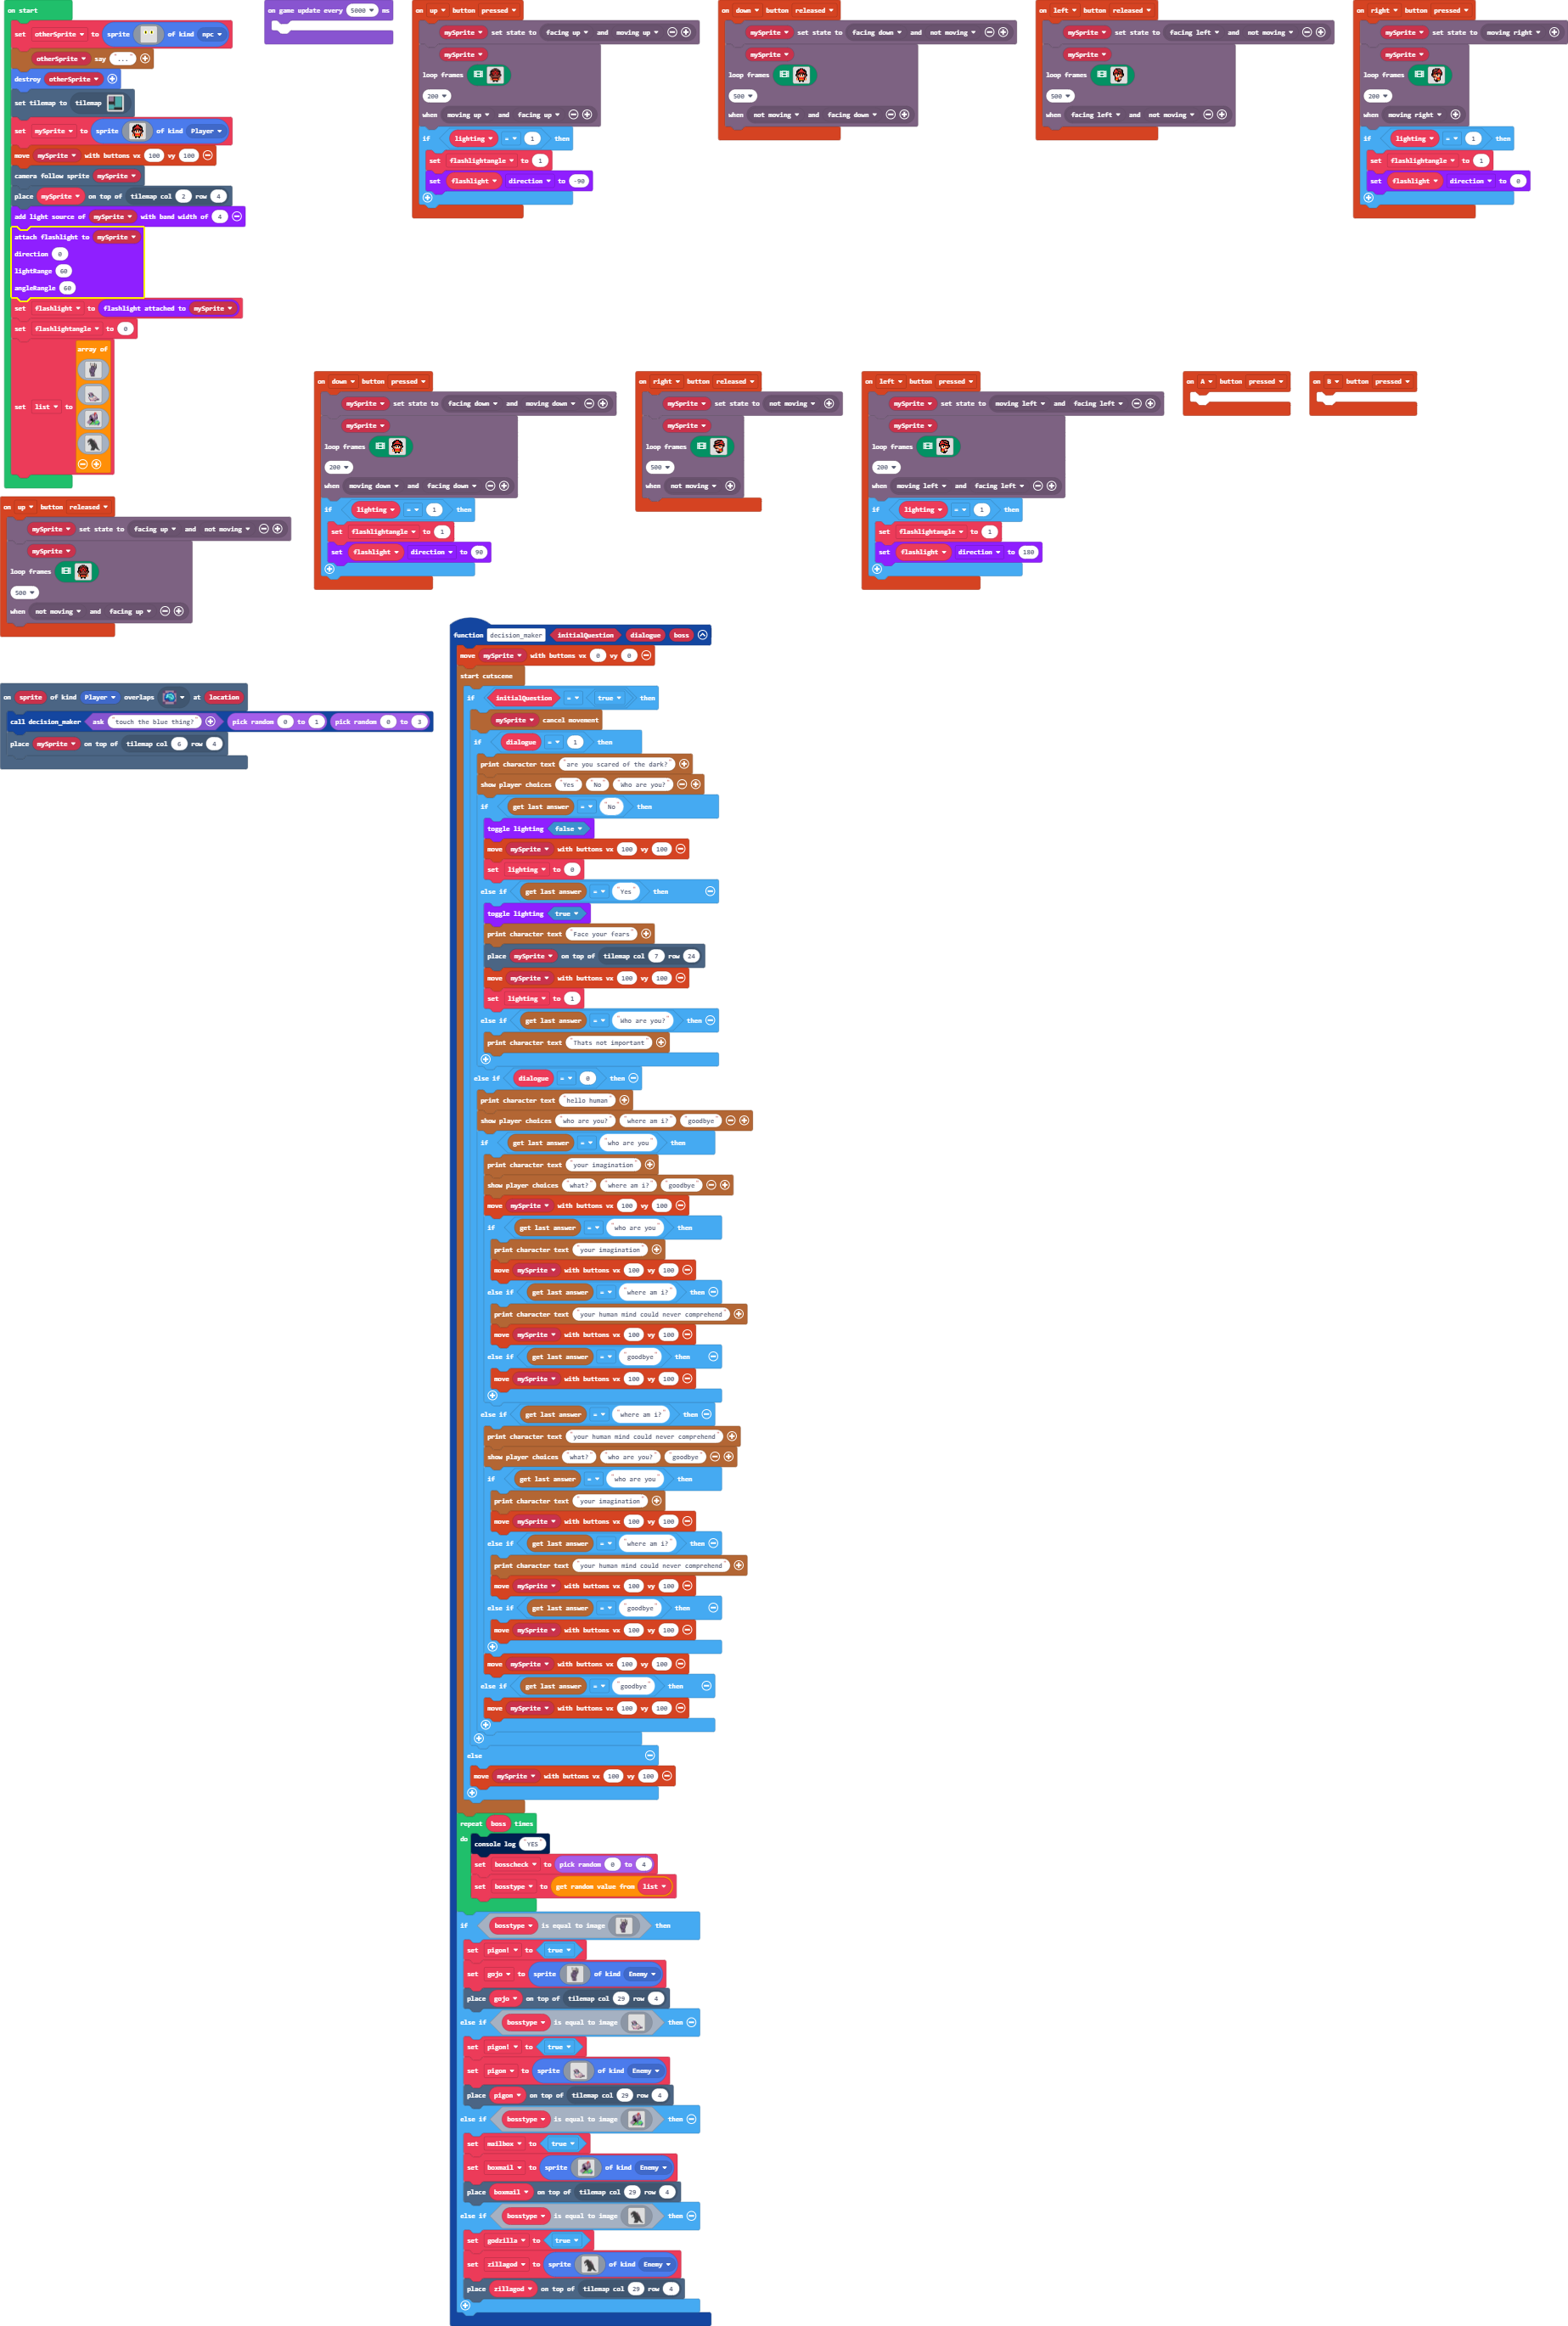 on start
set otherSprite to sprite of kind npc
otherSprite say ...
destroy otherSprite
set tilemap to tilemap
set mySprite to sprite of kind Player
move mySprite with buttons vx 100 vy 100
camera follow sprite mySprite
place mySprite on top of tilemap col 2 row 4
add light source of mySprite with band width of 4
attach flashlight to mySprite
direction 0
lightRange 60
angleRange 60
set flashlight to flashlight attached to mySprite
set flashlightangle to 0
array of
set list to
on game update every 5000 ms
on up button pressed
mySprite set state to facing up and moving up
mySprite
loop frames
200
when moving up and facing up
if lighting = 1 then
set flashlightangle to 1
set flashlight direction to -90
on down button released
mySprite set state to facing down and not moving
mySprite
loop frames
500
when not moving and facing down
on left button released
mySprite set state to facing left and not moving
mySprite
loop frames
500
when facing left and not moving
on right button pressed
mySprite set state to moving right
mySprite
loop frames
200
when moving right
if lighting = 1 then
set flashlightangle to 1
set flashlight direction to 0
on down button pressed
mySprite set state to facing down and moving down
mySprite
loop frames
200
when moving down and facing down
if lighting = 1 then
set flashlightangle to 1
set flashlight direction to 90
on right button released
mySprite set state to not moving
mySprite
loop frames
500
when not moving
on left button pressed
mySprite set state to moving left and facing left
mySprite
loop frames
200
when moving left and facing left
if lighting = 1 then
set flashlightangle to 1
set flashlight direction to 180
on A button pressed
on B button pressed
on up button released
mySprite set state to facing up and not moving
mySprite
loop frames
500
when not moving and facing up
on sprite of kind Player overlaps at location
call decision_maker ask "touch the blue thing?" pick random 0 to 1 pick random 0 to 3
place mySprite on top of tilemap col 6 row 4
function decision_maker initialQuestion dialogue boss
move mySprite with buttons vx 0 vy 0
start cutscene
if initialQuestion = true then
mySprite cancel movement
if dialogue = 1 then
print character text "are you scared of the dark?"
show player choices "Yes" "No" "Who are you?"
if get last answer = "No" then
toggle lighting false
move mySprite with buttons vx 100 vy 100
set lighting to 0
else if get last answer = "Yes" then
toggle lighting true
print character text "Face your fears"
place mySprite on top of tilemap col 7 row 24
move mySprite with buttons vx 100 vy 100
set lighting to 1
else if get last answer = "Who are you?" then
print character text "Thats not important"
else if dialogue = 0 then
print character text "hello human"
show player choices "who are you?" "where am i?" "goodbye"
if get last answer = "who are you" then
print character text "your imagination"
show player choices "what?" "where am i?" "goodbye"
move mySprite with buttons vx 100 vy 100
if get last answer = "who are you" then
print character text "your imagination"
move mySprite with buttons vx 100 vy 100
else if get last answer = "where am i?" then
print character text "your human mind could never comprehend"
move mySprite with buttons vx 100 vy 100
else if get last answer = "goodbye" then
move mySprite with buttons vx 100 vy 100
else if get last answer = "where am i?" then
print character text "your human mind could never comprehend"
show player choices "what?" "who are you?" "goodbye"
if get last answer = "who are you" then
print character text "your imagination"
move mySprite with buttons vx 100 vy 100
else if get last answer = "where am i?" then
print character text "your human mind could never comprehend"
move mySprite with buttons vx 100 vy 100
else if get last answer = "goodbye" then
move mySprite with buttons vx 100 vy 100
move mySprite with buttons vx 100 vy 100
else if get last answer = "goodbye" then
move mySprite with buttons vx 100 vy 100
else
move mySprite with buttons vx 100 vy 100
repeat boss times
do
console log "YES"
set bosscheck to pick random 0 to 4
set bosstype to get random value from list
if bosstype is equal to image then
set pigon! to true
set gojo to sprite of kind Enemy
place gojo on top of tilemap col 29 row 4
else if bosstype is equal to image then
set pigon! to true
set pigon to sprite of kind Enemy
place pigon on top of tilemap col 29 row 4
else if bosstype is equal to image then
set mailbox to true
set boxmail to sprite of kind Enemy
place boxmail on top of tilemap col 29 row 4
else if bosstype is equal to image then
set godzilla to true
set zillagod to sprite of kind Enemy
place zillagod on top of tilemap col 29 row 4